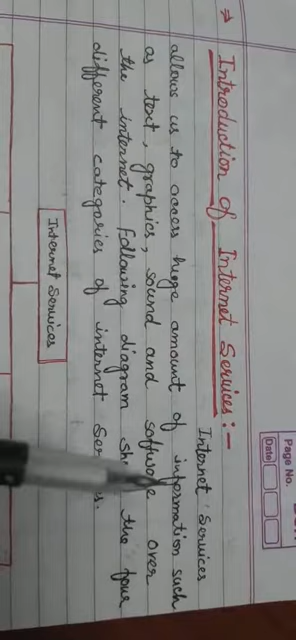 Page No.
Date
⇒ Introduction of Internet Services:-
Internet Services
allows us to access huge amount of information such
as text, graphics, sound and software over
the internet. Following diagram the four
different categories of internet
Internet Services